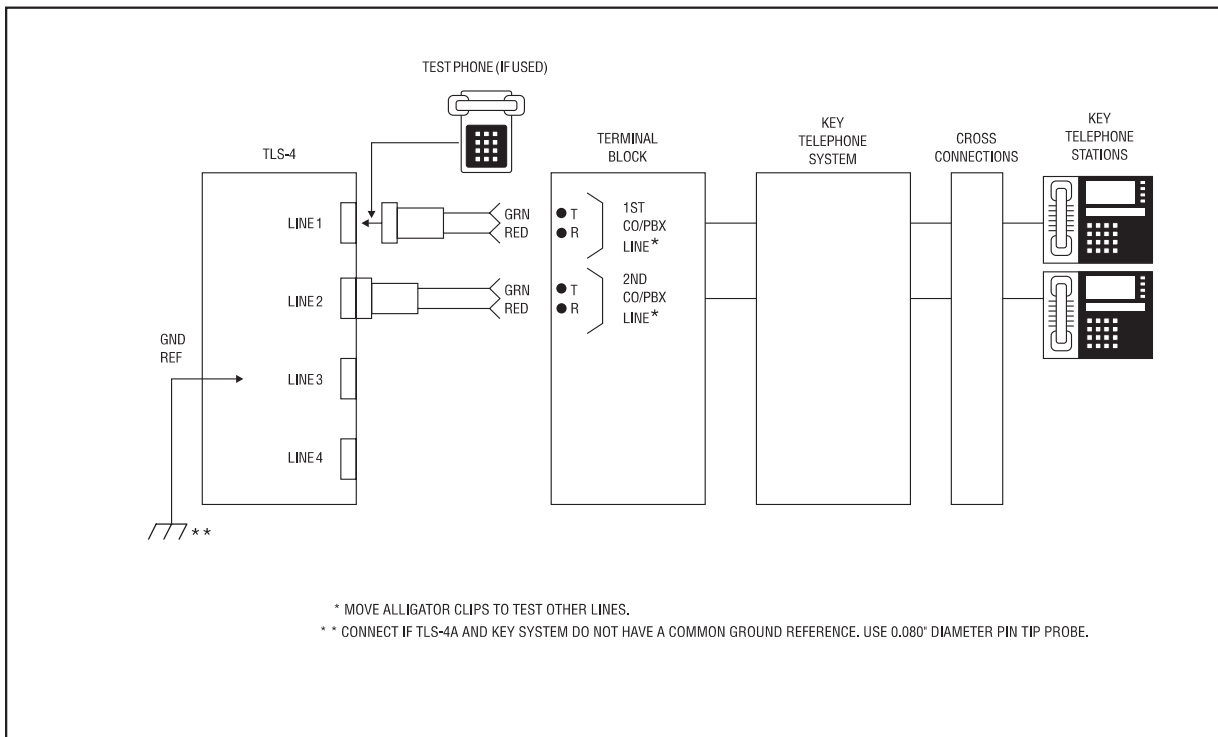 TEST PHONE (IF USED)
TLS-4
TERMINAL
BLOCK
KEY
TELEPHONE
SYSTEM
CROSS
CONNECTIONS
KEY
TELEPHONE
STATIONS
LINE 1
GRN
RED
T
R
1ST
CO/PBX
LINE*
LINE 2
GRN
RED
T
R
2ND
CO/PBX
LINE*
GND
REF
LINE 3
LINE 4
* *
* MOVE ALLIGATOR CLIPS TO TEST OTHER LINES.
* * CONNECT IF TLS-4A AND KEY SYSTEM DO NOT HAVE A COMMON GROUND REFERENCE. USE 0.080" DIAMETER PIN TIP PROBE.